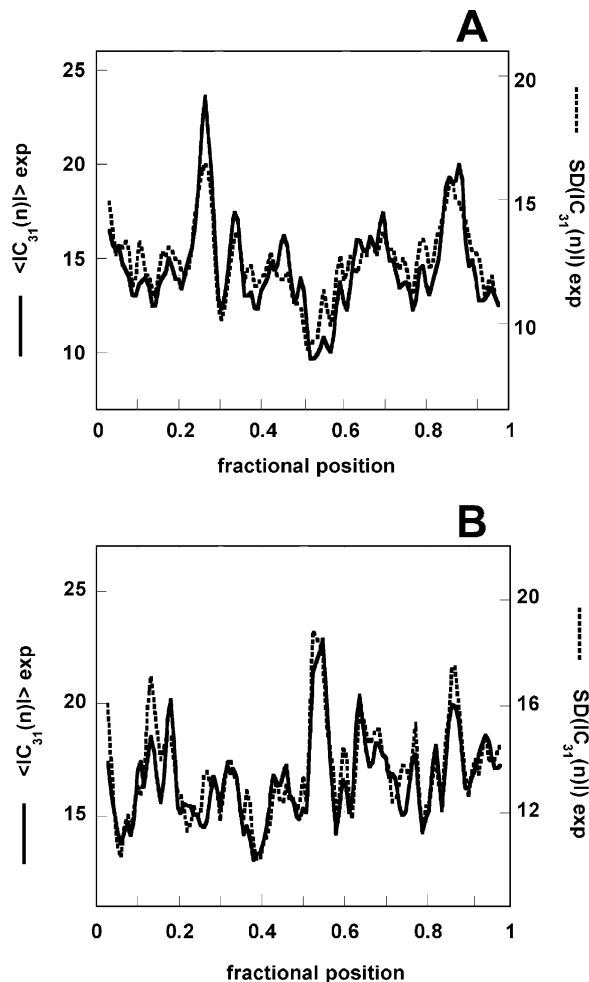 A
25
20
15
10
20
15
10
<|C31(n)|> exp
SD(|C31(n)|) exp
0 0.2 0.4 0.6 0.8 1
fractional position
B
25
20
15
20
16
12
<|C31(n)|> exp
SD(|C31(n)|) exp
0 0.2 0.4 0.6 0.8 1
fractional position